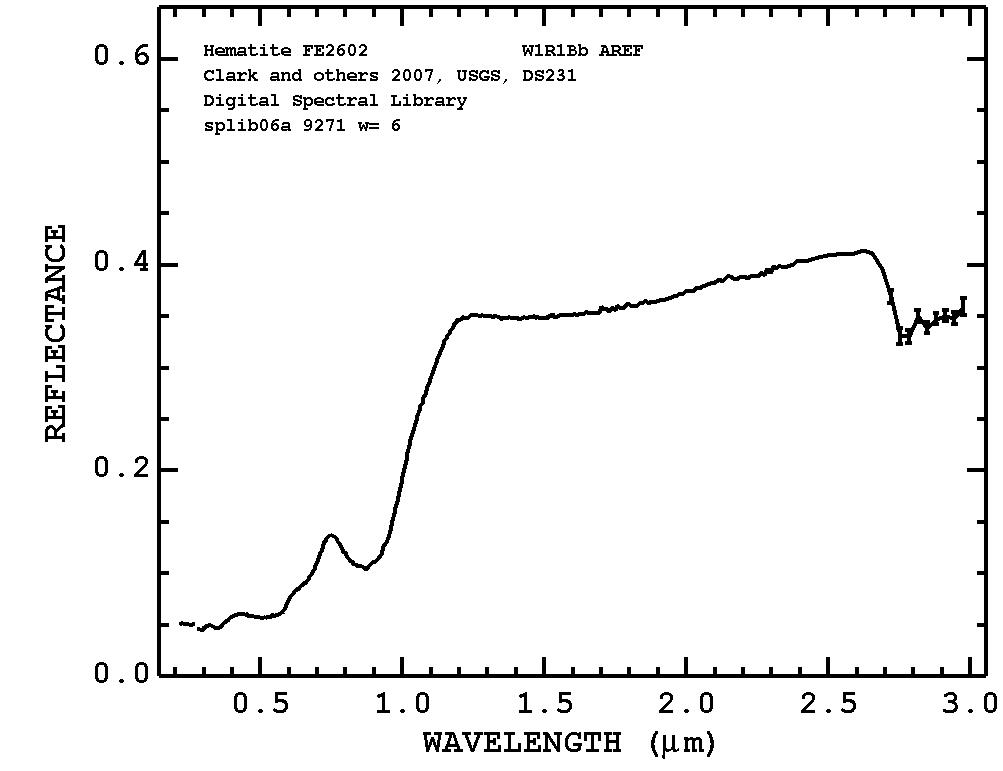 Hematite FE2602 W1R1Bb AREF
Clark and others 2007, USGS, DS231
Digital Spectral Library
splib06a 9271 w= 6
REFLECTANCE
0.6
0.4
0.2
0.0
0.5 1.0 1.5 2.0 2.5 3.0
WAVELENGTH (μm)